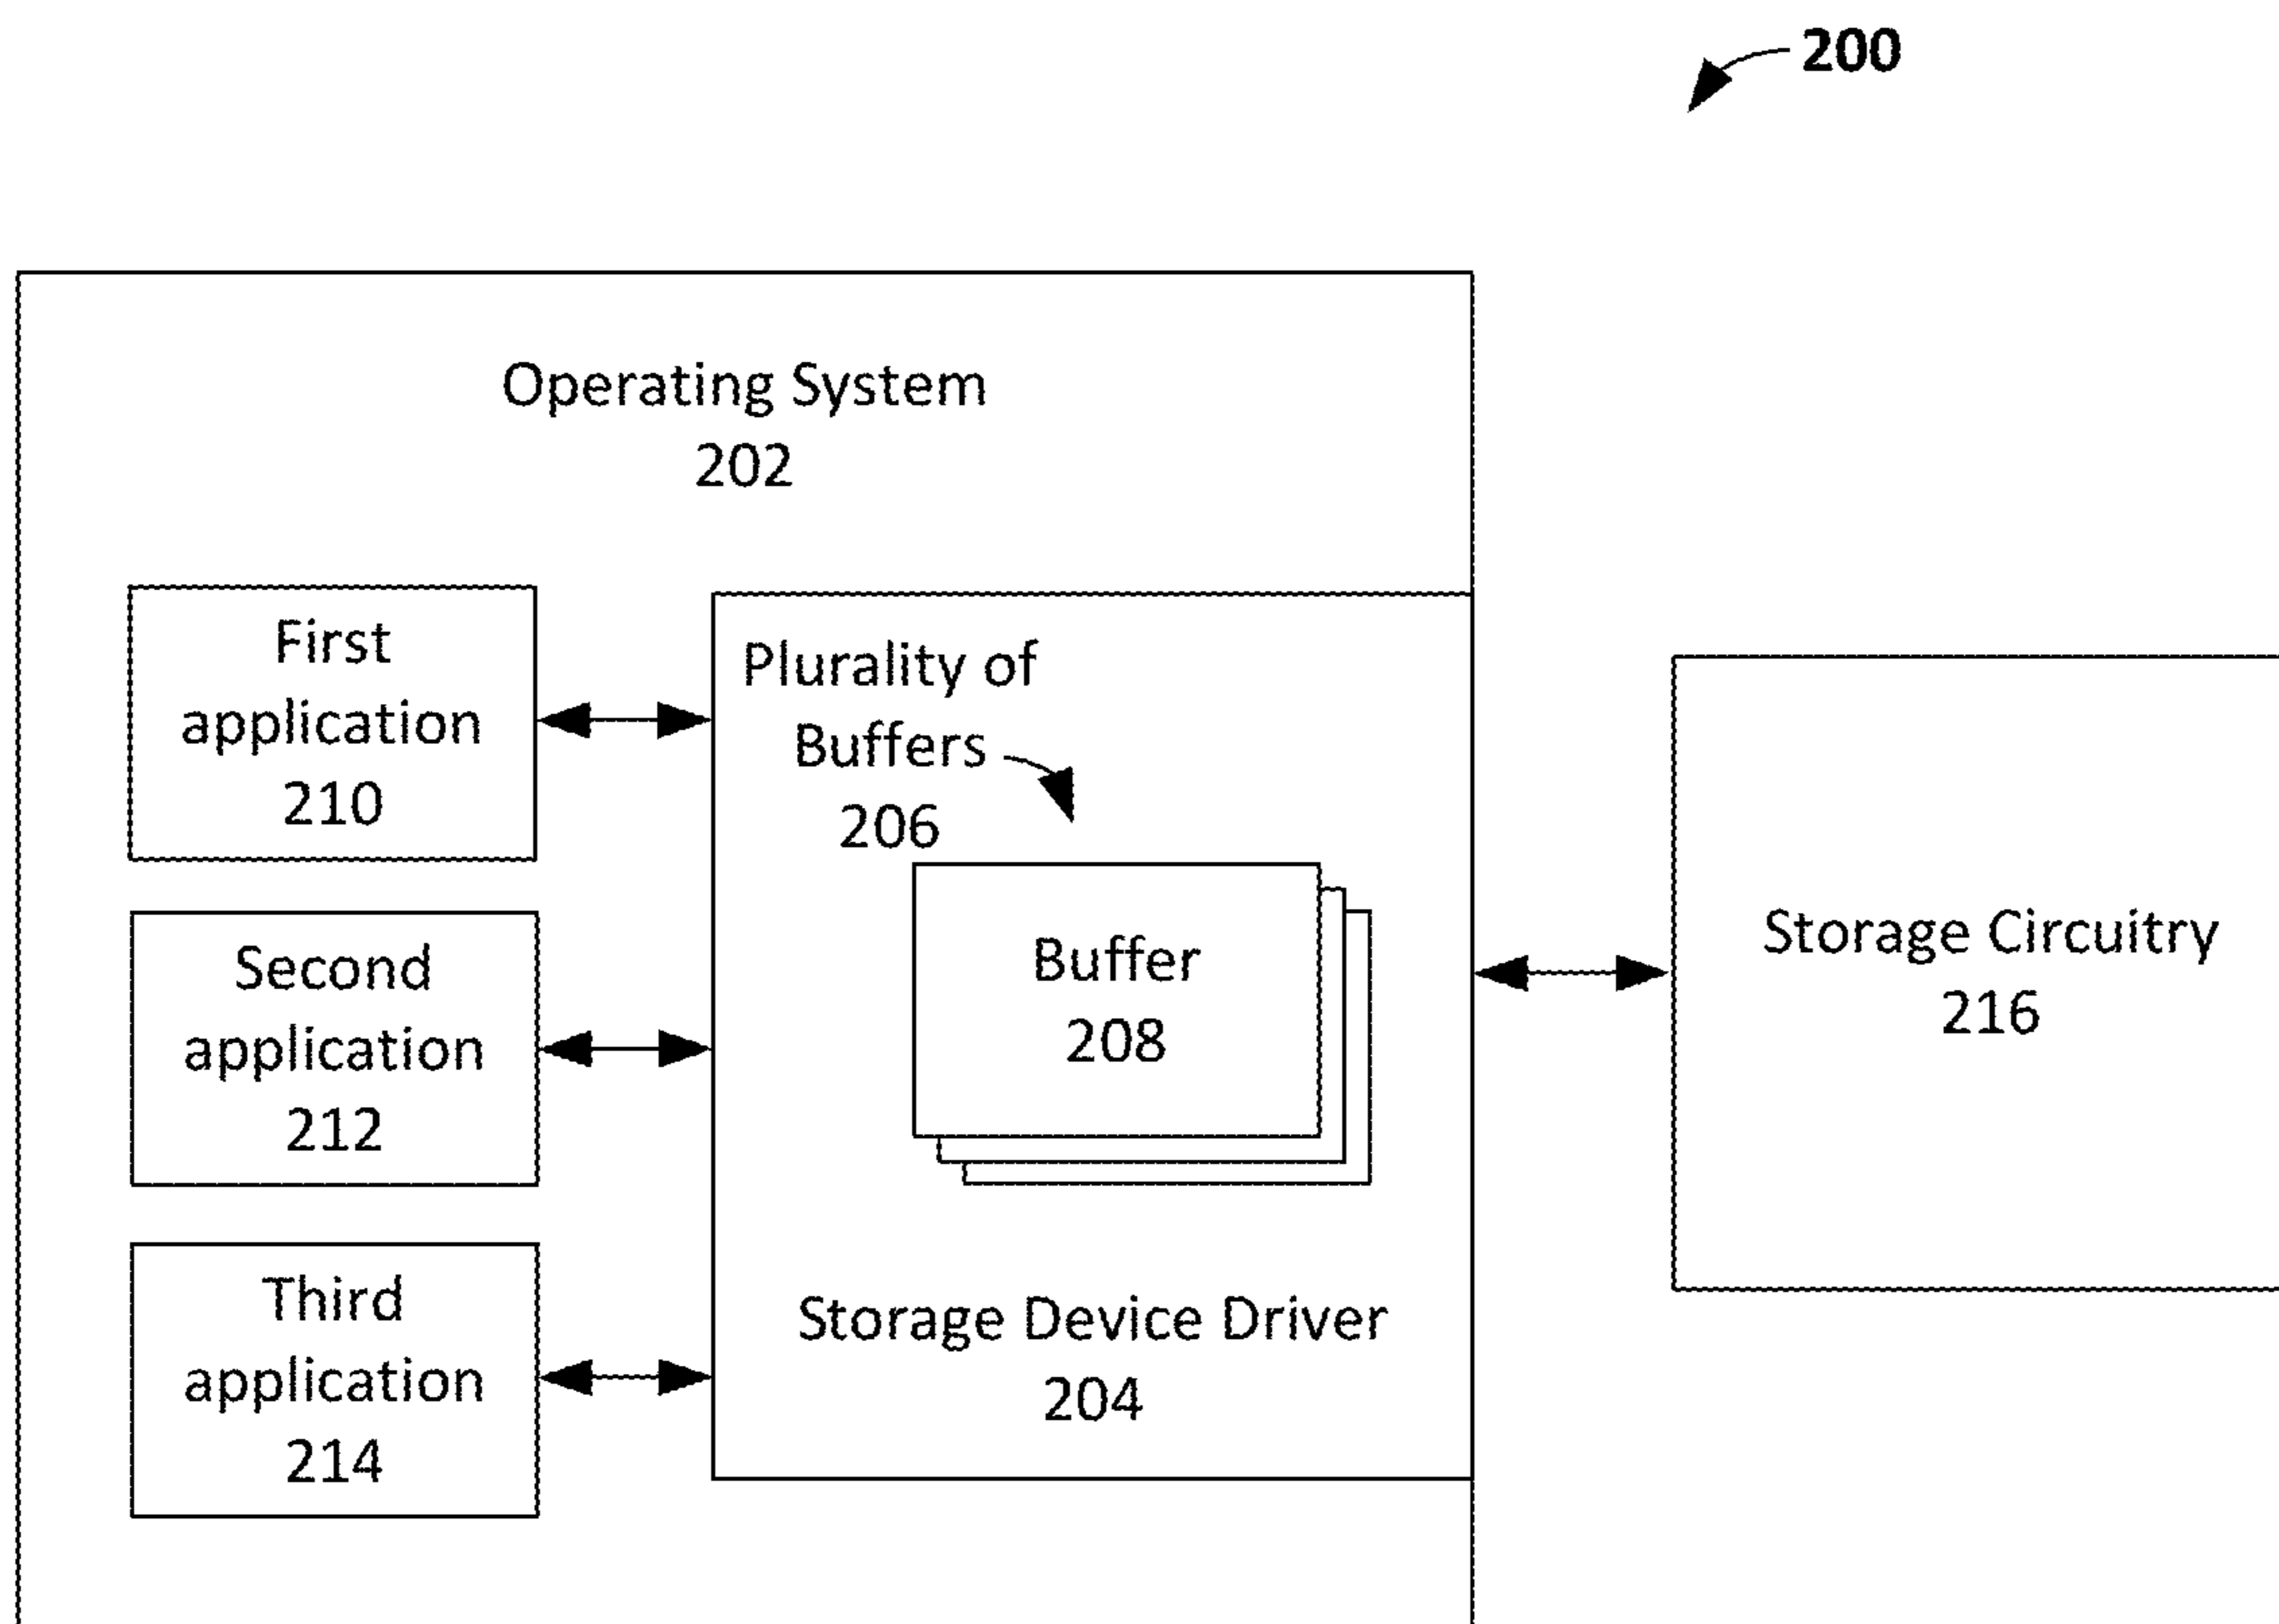 200
Operating System
202
First
application
210
Plurality of
Buffers
206
Buffer
208
Second
application
212
Third
application
214
Storage Device Driver
204
Storage Circuitry
216